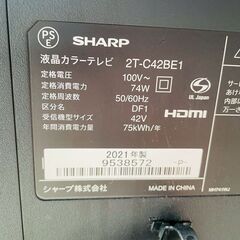 PS
E
SHARP
液晶カラーテレビ 2T-C42BE1
定格電圧 100V~
定格消費電力 74W
定格周波数 50/60Hz
区分名 DF1
受信機型サイズ 42V
年間消費電力量 75kWh/年
UL Japan
HDMI
2021年製
9538572
-P-
シャープ株式会社 MADE IN CHINA